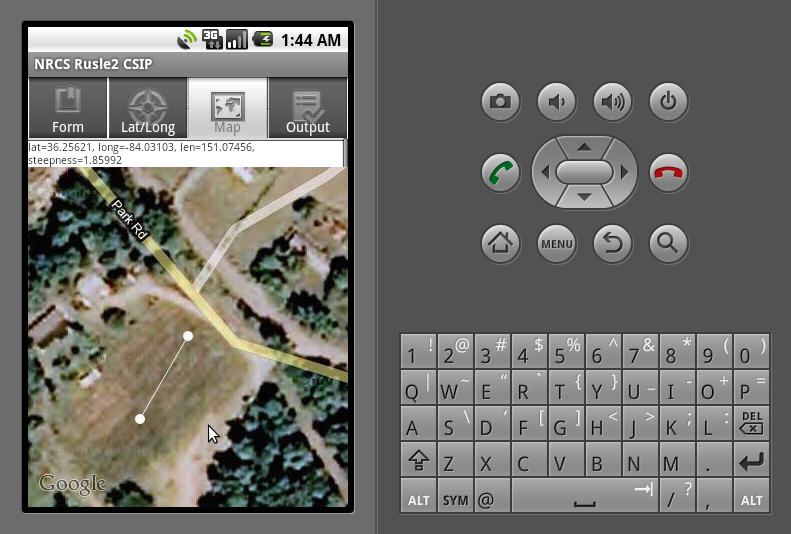 3G
1:44 AM
NRCS Rusle2 CSIP
Form Lat/Long Map Output
lat=36.25621, long=-84.03103, len=151.07456,
steepness=1.85992
Park Rd
Google
MENU
1 ! 2 @ 3 # 4 $ 5 % 6 ^ 7 & 8 * 9 ( 0 )
Q | W ~ E “ R ` T { Y } U _ I - O + P =
A S \ D ‘ F [ G ] H < J > K ; L : DEL
Z X C V B N M .
ALT SYM @ / ? , ALT